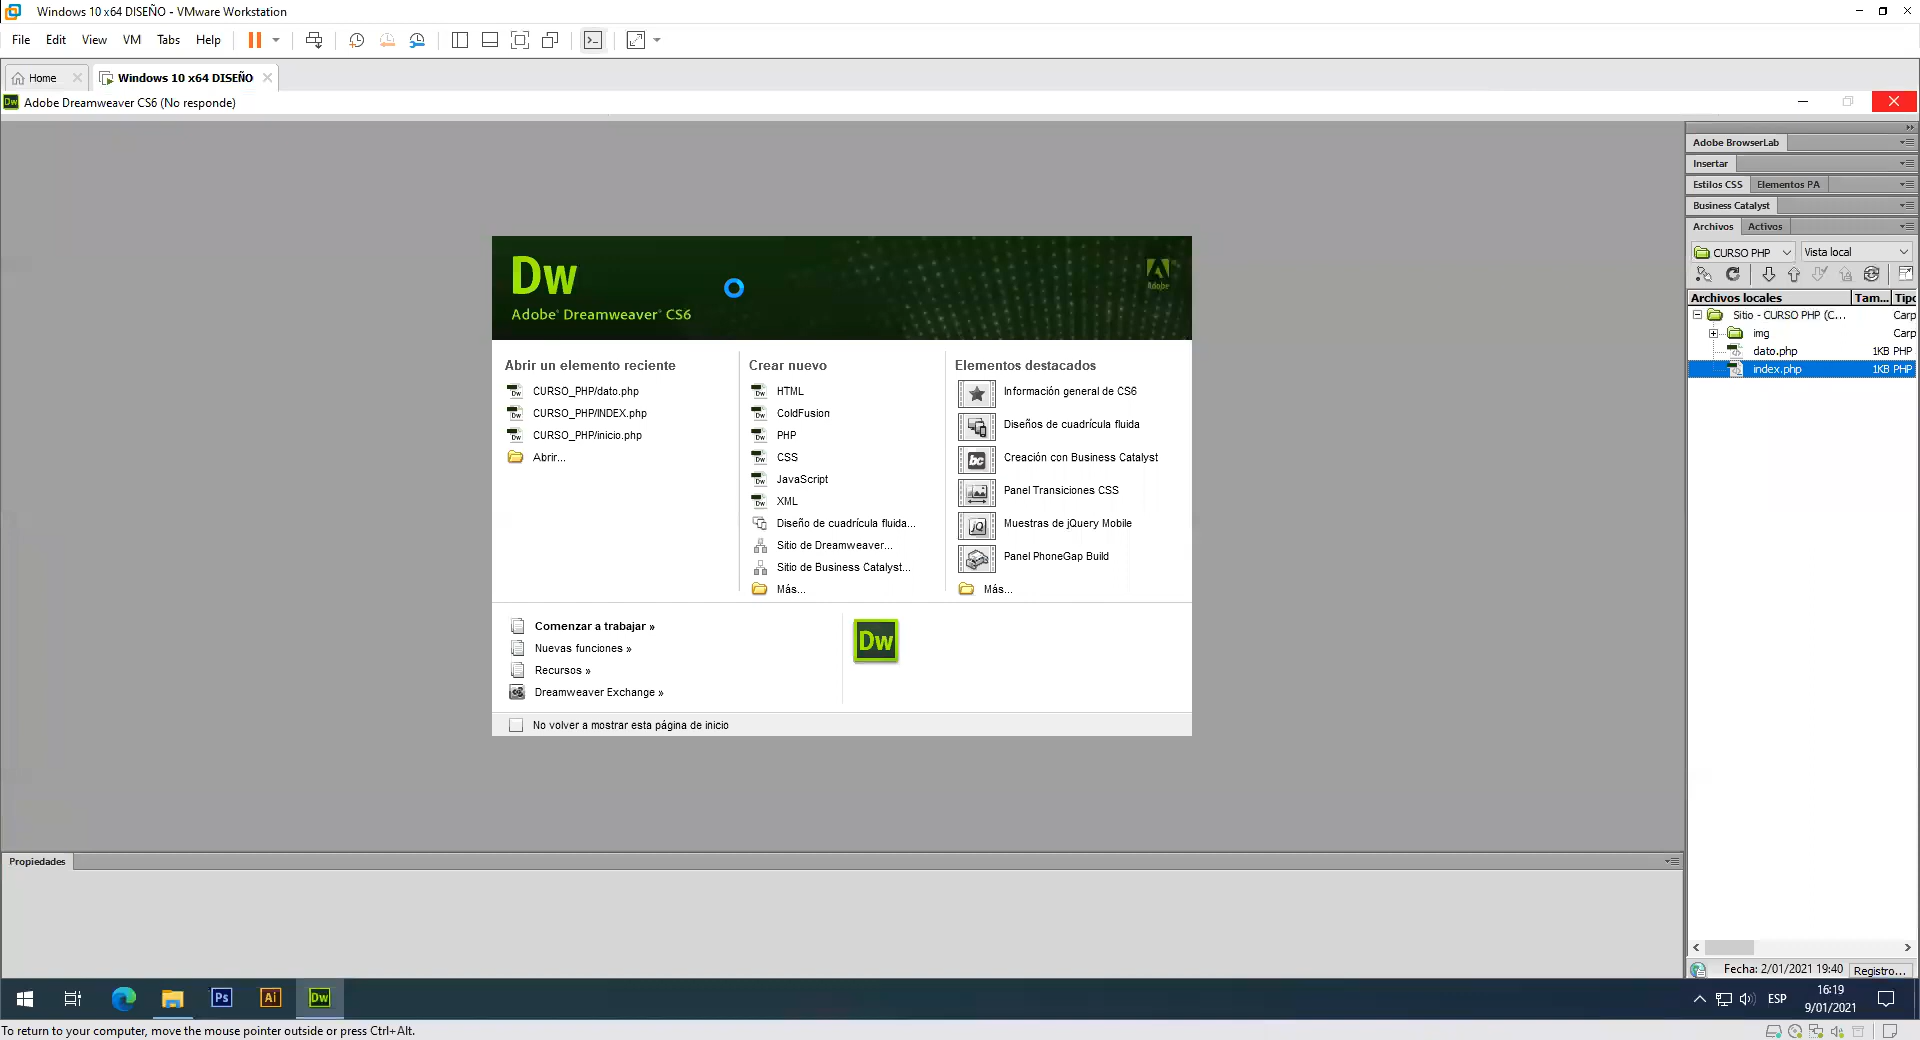 Windows 10 x64 DISEÑO - VMware Workstation
File Edit View VM Tabs Help
Home
Windows 10 x64 DISEÑO
Dw Adobe Dreamweaver CS6 (No responde)
Dw
Adobe® Dreamweaver® CS6
Adobe
Abrir un elemento reciente
CURSO_PHP/dato.php
CURSO_PHP/INDEX.php
CURSO_PHP/inicio.php
Abrir...
Crear nuevo
HTML
ColdFusion
PHP
CSS
JavaScript
XML
Diseño de cuadrícula fluida...
Sitio de Dreamweaver...
Sitio de Business Catalyst...
Más...
Elementos destacados
Información general de CS6
Diseños de cuadrícula fluida
bc Creación con Business Catalyst
Panel Transiciones CSS
jQ Muestras de jQuery Mobile
Panel PhoneGap Build
Más...
Comenzar a trabajar »
Nuevas funciones »
Recursos »
Dreamweaver Exchange »
Dw
No volver a mostrar esta página de inicio
Adobe BrowserLab
Insertar
Estilos CSS Elementos PA
Business Catalyst
Archivos Activos
CURSO PHP Vista local
Archivos locales Tam... Tipo
Sitio - CURSO PHP (C... Carp
img Carp
dato.php 1KB PHP
index.php 1KB PHP
Fecha: 2/01/2021 19:40 Registro...
Propiedades
Ps Ai Dw
ESP
16:19
9/01/2021
To return to your computer, move the mouse pointer outside or press Ctrl+Alt.